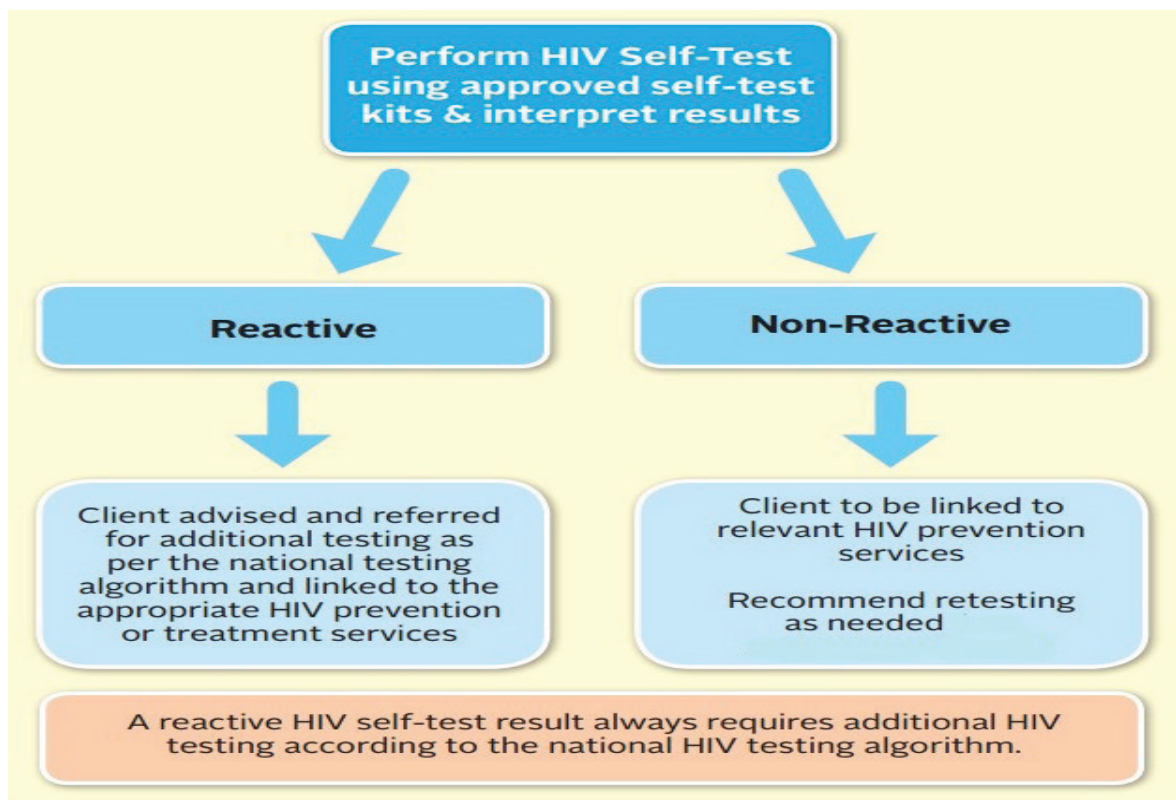 Perform HIV Self-Test
using approved self-test
kits & interpret results
Reactive
Non-Reactive
Client advised and referred
for additional testing as
per the national testing
algorithm and linked to the
appropriate HIV prevention
or treatment services
Client to be linked to
relevant HIV prevention
services
Recommend retesting
as needed
A reactive HIV self-test result always requires additional HIV
testing according to the national HIV testing algorithm.